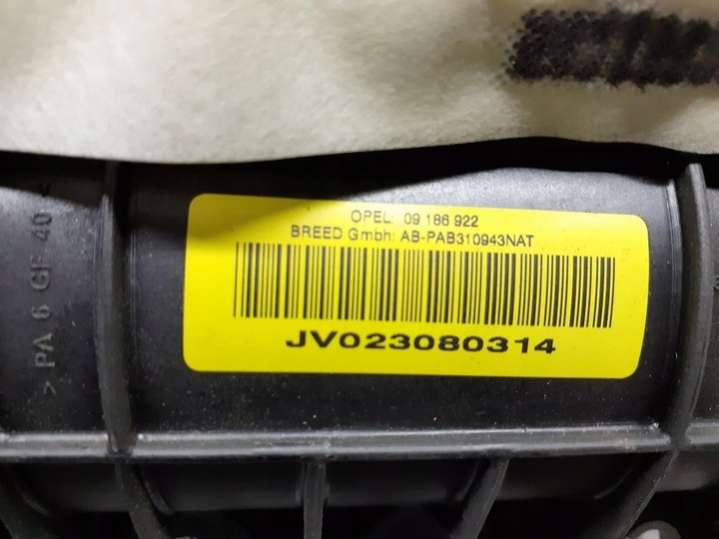 OPEL: 09 186 922
BREED Gmbh: AB-PAB310943NAT
JV023080314
> PA 6 GF 40 <